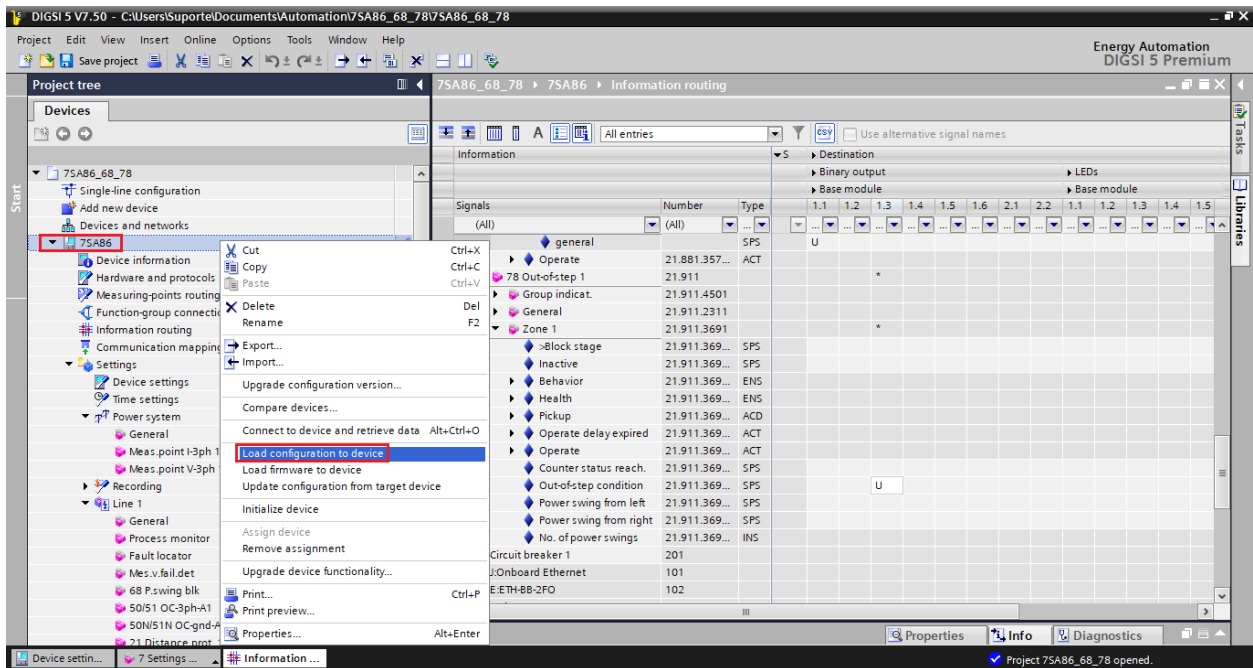 DIGSI 5 V7.50 - C:\Users\Suporte\Documents\Automation\7SA86_68_78\7SA86_68_78
Project Edit View Insert Online Options Tools Window Help
Energy Automation
DIGSI 5 Premium
Save project
Project tree
7SA86_68_78 ▸ 7SA86 ▸ Information routing
Devices
Start
7SA86_68_78
Single-line configuration
Add new device
Devices and networks
7SA86
Device information
Hardware and protocols
Measuring-points routing
Function-group connecti
Information routing
Communication mapping
Settings
Device settings
Time settings
Power system
General
Meas.point I-3ph 1
Meas.point V-3ph
Recording
Line 1
General
Process monitor
Fault locator
Mes.v.fail.det
68 P.swing blk
50/51 OC-3ph-A1
50N/51N OC-gnd-A
21 Distance prot.
Cut Ctrl+X
Copy Ctrl+C
Paste Ctrl+V
Delete Del
Rename F2
Export...
Import...
Upgrade configuration version...
Compare devices...
Connect to device and retrieve data Alt+Ctrl+O
Load configuration to device
Load firmware to device
Update configuration from target device
Initialize device
Assign device
Remove assignment
Upgrade device functionality...
Print... Ctrl+P
Print preview...
Properties... Alt+Enter
A All entries CSV Use alternative signal names
Information S Destination
Binary output LEDs
Base module Base module
Signals Number Type 1.1 1.2 1.3 1.4 1.5 1.6 2.1 2.2 1.1 1.2 1.3 1.4 1.5
(All) (All) ... ... ... ... ... ... ... ... ... ... ... ... ...
general SPS U
Operate 21.881.357... ACT
78 Out-of-step 1 21.911 *
Group indicat. 21.911.4501
General 21.911.2311
Zone 1 21.911.3691 *
>Block stage 21.911.369... SPS
Inactive 21.911.369... SPS
Behavior 21.911.369... ENS
Health 21.911.369... ENS
Pickup 21.911.369... ACD
Operate delay expired 21.911.369... ACT
Operate 21.911.369... ACT
Counter status reach. 21.911.369... SPS
Out-of-step condition 21.911.369... SPS U
Power swing from left 21.911.369... SPS
Power swing from right 21.911.369... SPS
No. of power swings 21.911.369... INS
Circuit breaker 1 201
J:Onboard Ethernet 101
E:ETH-BB-2FO 102
Tasks
Libraries
Properties Info Diagnostics
Device settin... 7 Settings ... Information ...
Project 7SA86_68_78 opened.